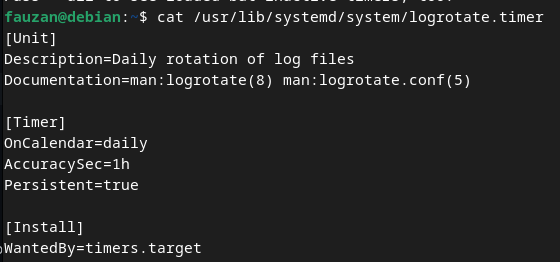 fauzan@debian:~$ cat /usr/lib/systemd/system/logrotate.timer
[Unit]
Description=Daily rotation of log files
Documentation=man:logrotate(8) man:logrotate.conf(5)
[Timer]
OnCalendar=daily
AccuracySec=1h
Persistent=true
[Install]
WantedBy=timers.target